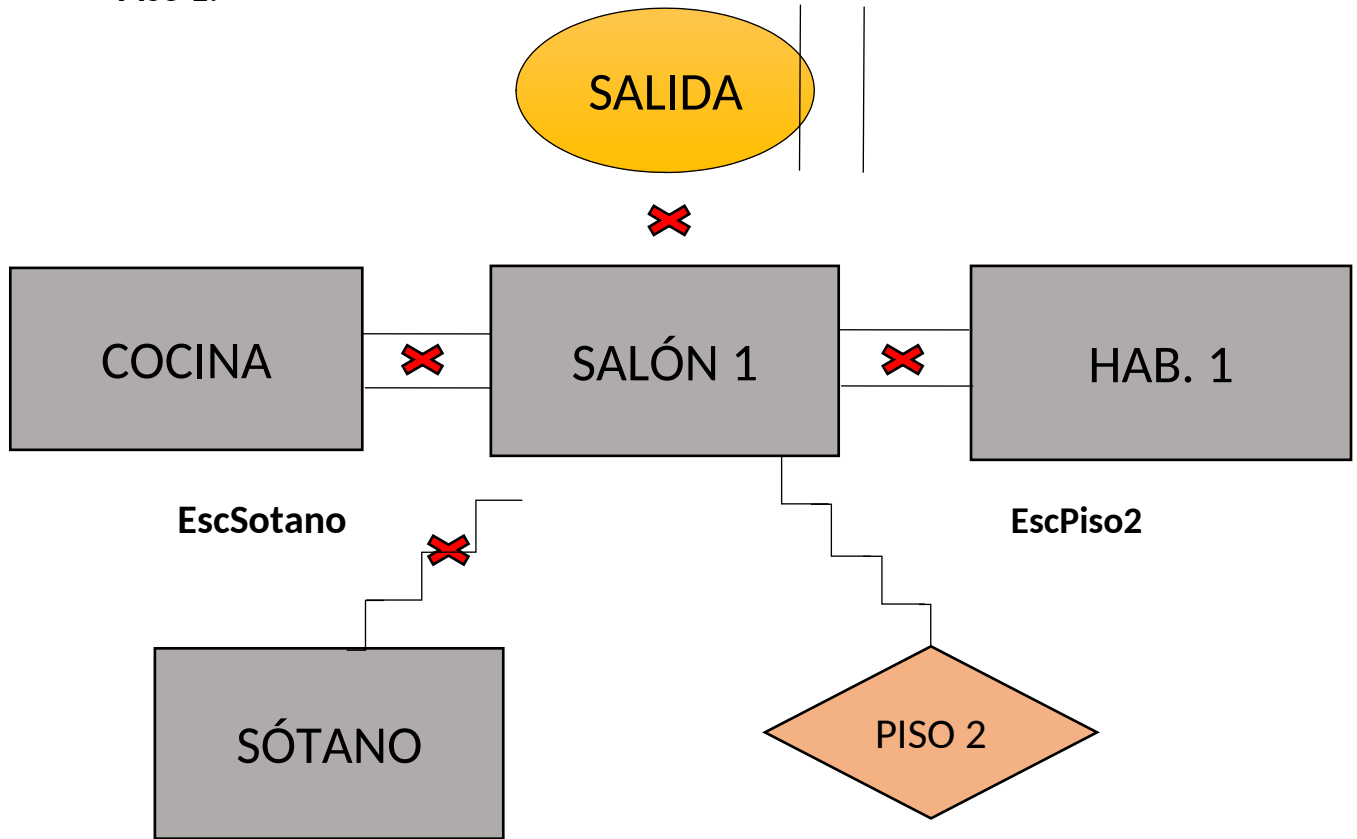 SALIDA
COCINA
SALÓN 1
HAB. 1
EscSotano
EscPiso2
SÓTANO
PISO 2